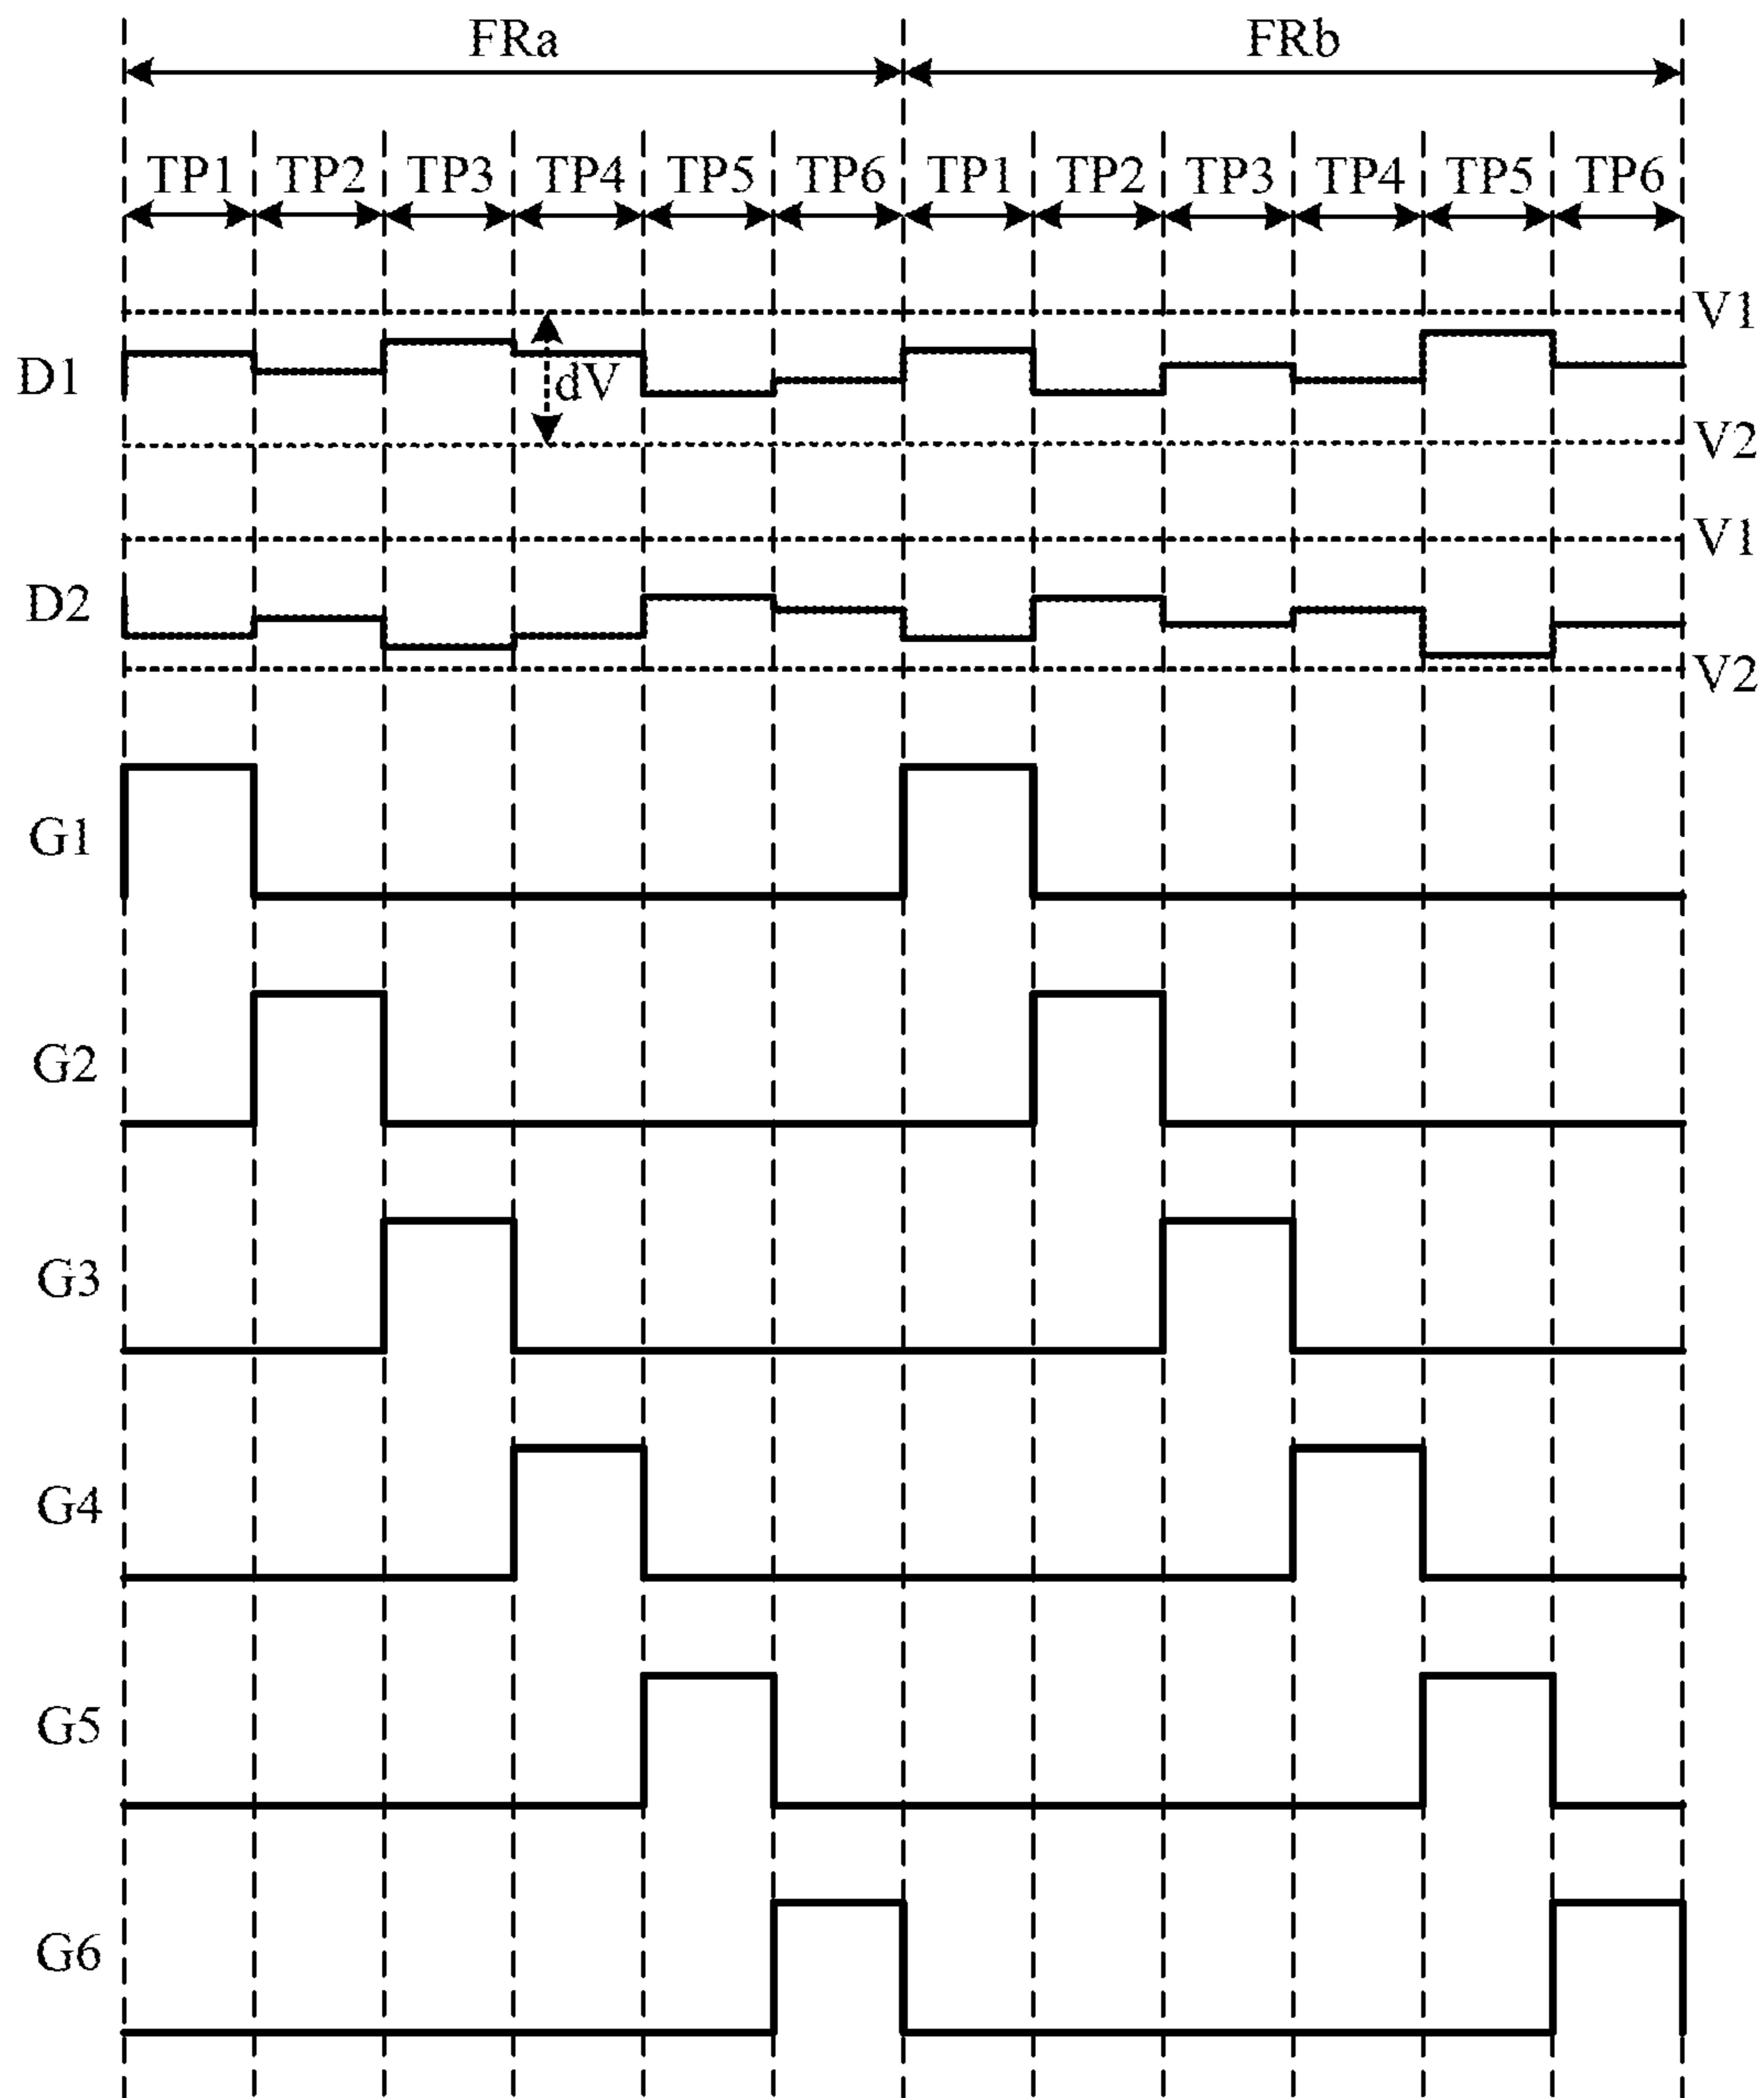 FRa FRb
TP1 TP2 TP3 TP4 TP5 TP6 TP1 TP2 TP3 TP4 TP5 TP6
V1
D1 dV
V2
V1
D2
V2
G1
G2
G3
G4
G5
G6